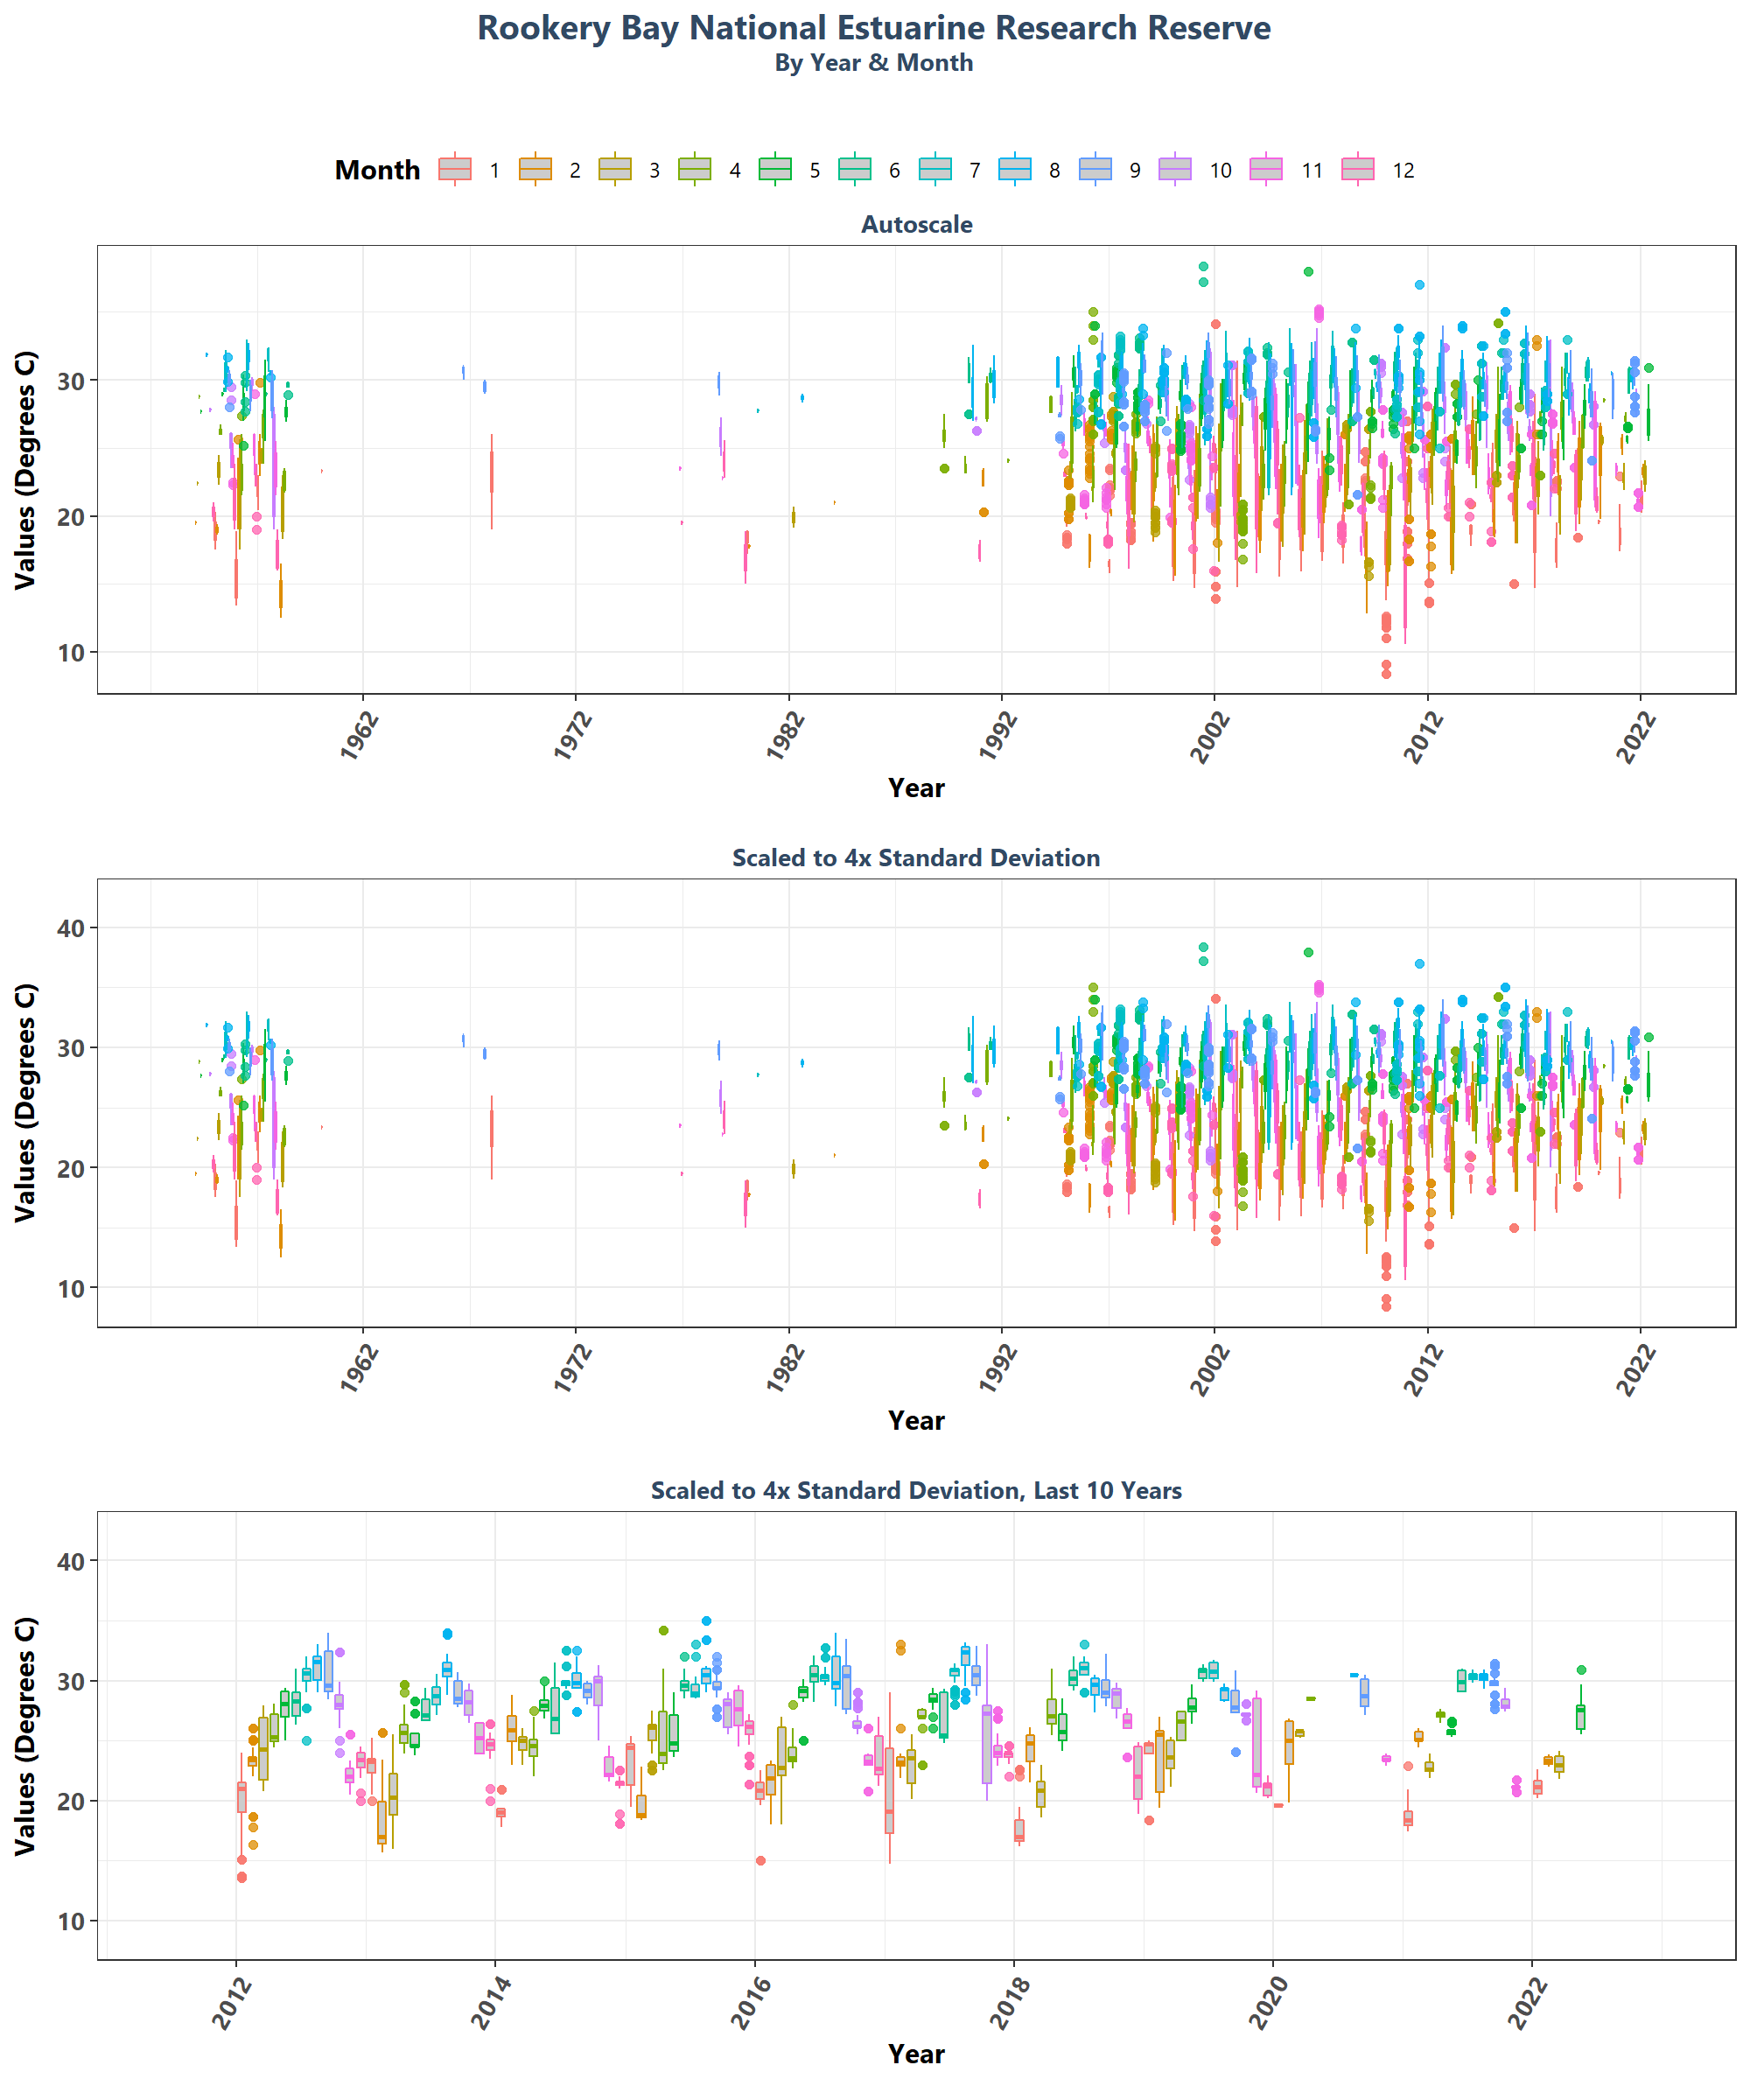 Rookery Bay National Estuarine Research Reserve
By Year & Month
Month 1 2 3 4 5 6 7 8 9 10 11 12
Autoscale
Values (Degrees C)
30
20
10
1962 1972 1982 1992 2002 2012 2022
Year
Scaled to 4x Standard Deviation
Values (Degrees C)
40
30
20
10
1962 1972 1982 1992 2002 2012 2022
Year
Scaled to 4x Standard Deviation, Last 10 Years
Values (Degrees C)
40
30
20
10
2012 2014 2016 2018 2020 2022
Year